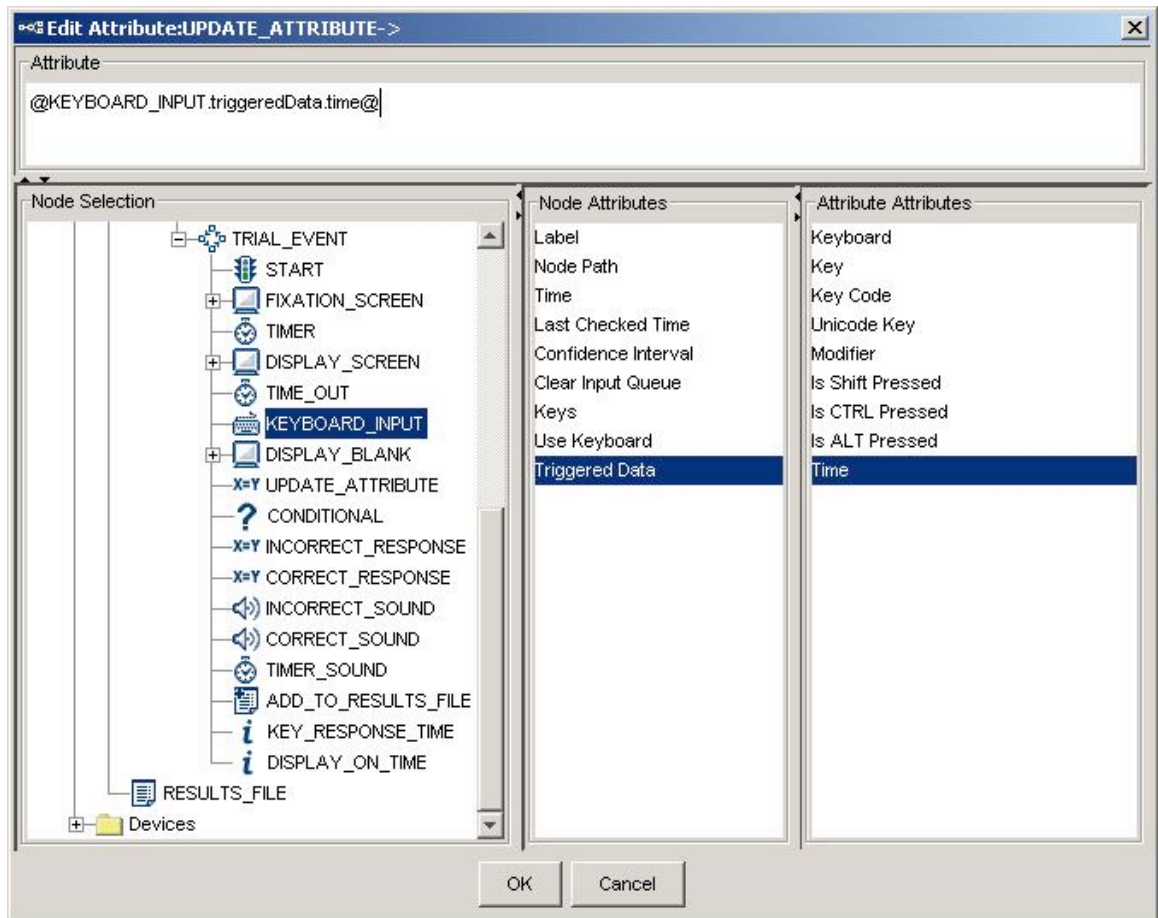 Edit Attribute:UPDATE_ATTRIBUTE->
Attribute
@KEYBOARD_INPUT.triggeredData.time@
Node Selection
TRIAL_EVENT
START
FIXATION_SCREEN
TIMER
DISPLAY_SCREEN
TIME_OUT
KEYBOARD_INPUT
DISPLAY_BLANK
X=Y UPDATE_ATTRIBUTE
? CONDITIONAL
X=Y INCORRECT_RESPONSE
X=Y CORRECT_RESPONSE
INCORRECT_SOUND
CORRECT_SOUND
TIMER_SOUND
ADD_TO_RESULTS_FILE
i KEY_RESPONSE_TIME
i DISPLAY_ON_TIME
RESULTS_FILE
Devices
Node Attributes
Label
Node Path
Time
Last Checked Time
Confidence Interval
Clear Input Queue
Keys
Use Keyboard
Triggered Data
Attribute Attributes
Keyboard
Key
Key Code
Unicode Key
Modifier
Is Shift Pressed
Is CTRL Pressed
Is ALT Pressed
Time
OK
Cancel